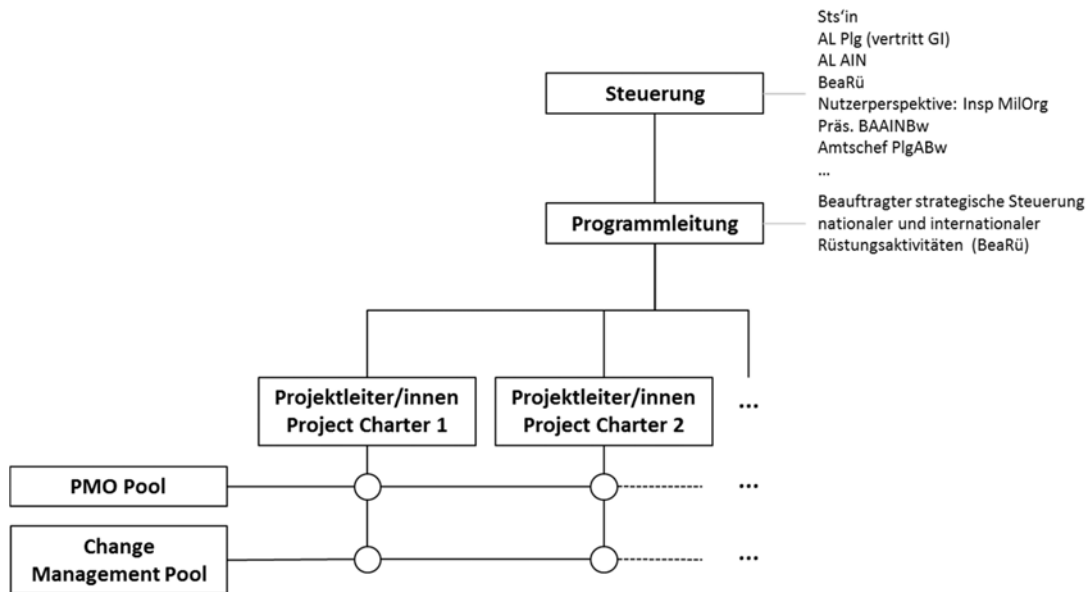 Sts‘in
AL Plg (vertritt GI)
AL AIN
BeaRü
Nutzerperspektive: Insp MilOrg
Präs. BAAINBw
Amtschef PlgABw
...
Steuerung
Programmleitung
Beauftragter strategische Steuerung
nationaler und internationaler
Rüstungsaktivitäten (BeaRü)
Projektleiter/innen
Project Charter 1
Projektleiter/innen
Project Charter 2
...
PMO Pool
...
Change
Management Pool
...